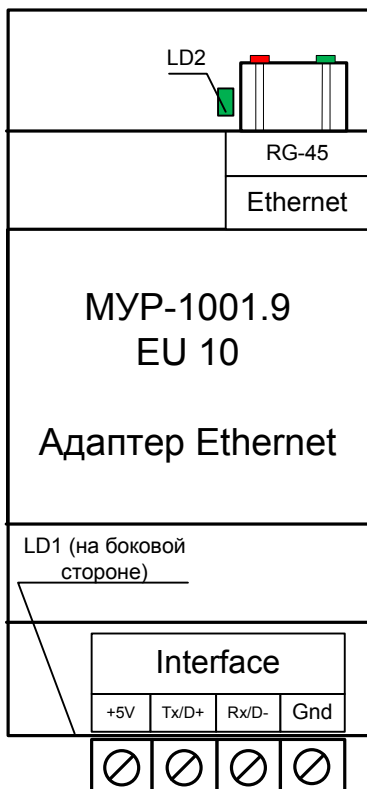 LD2
RG-45
Ethernet
МУР-1001.9
EU 10
Адаптер Ethernet
LD1 (на боковой
стороне)
Interface
+5V Tx/D+ Rx/D- Gnd